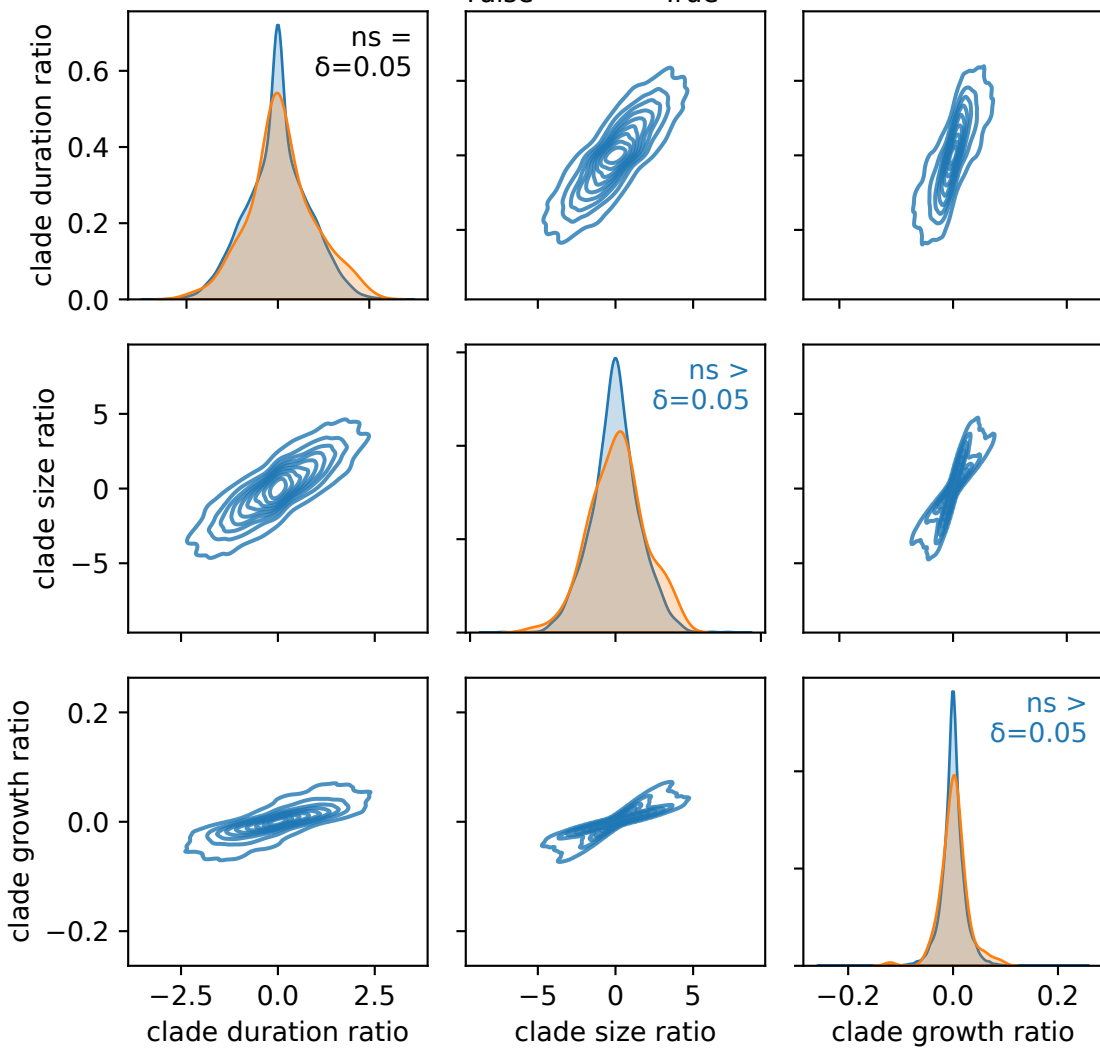 clade duration ratio
0.6
0.4
0.2
0.0
ns =
δ=0.05
clade size ratio
5
0
−5
ns >
δ=0.05
clade growth ratio
0.2
0.0
−0.2
ns >
δ=0.05
−2.5 0.0 2.5
−5 0 5
−0.2 0.0 0.2
clade duration ratio
clade size ratio
clade growth ratio